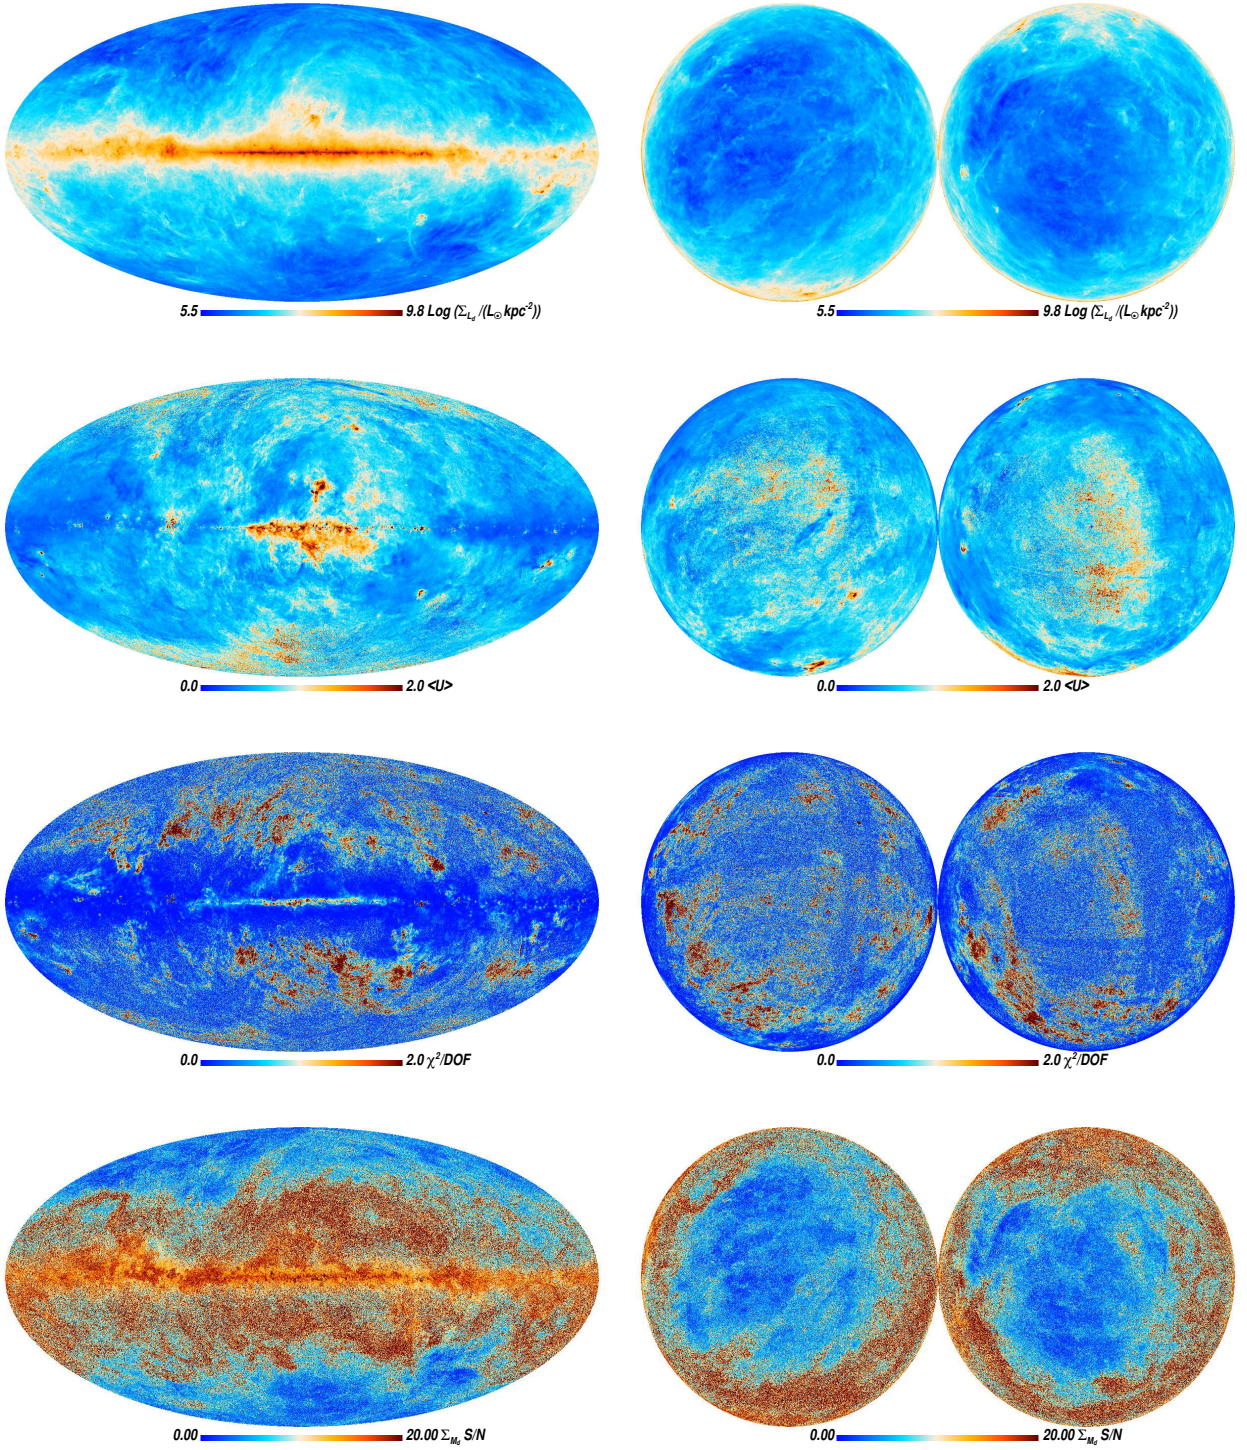 5.5 9.8 Log (Σ_{L_d} /(L_⊙ kpc^{-2}))
5.5 9.8 Log (Σ_{L_d} /(L_⊙ kpc^{-2}))
0.0 2.0 <U>
0.0 2.0 <U>
0.0 2.0 χ²/DOF
0.0 2.0 χ²/DOF
0.00 20.00 Σ_{M_d} S/N
0.00 20.00 Σ_{M_d} S/N